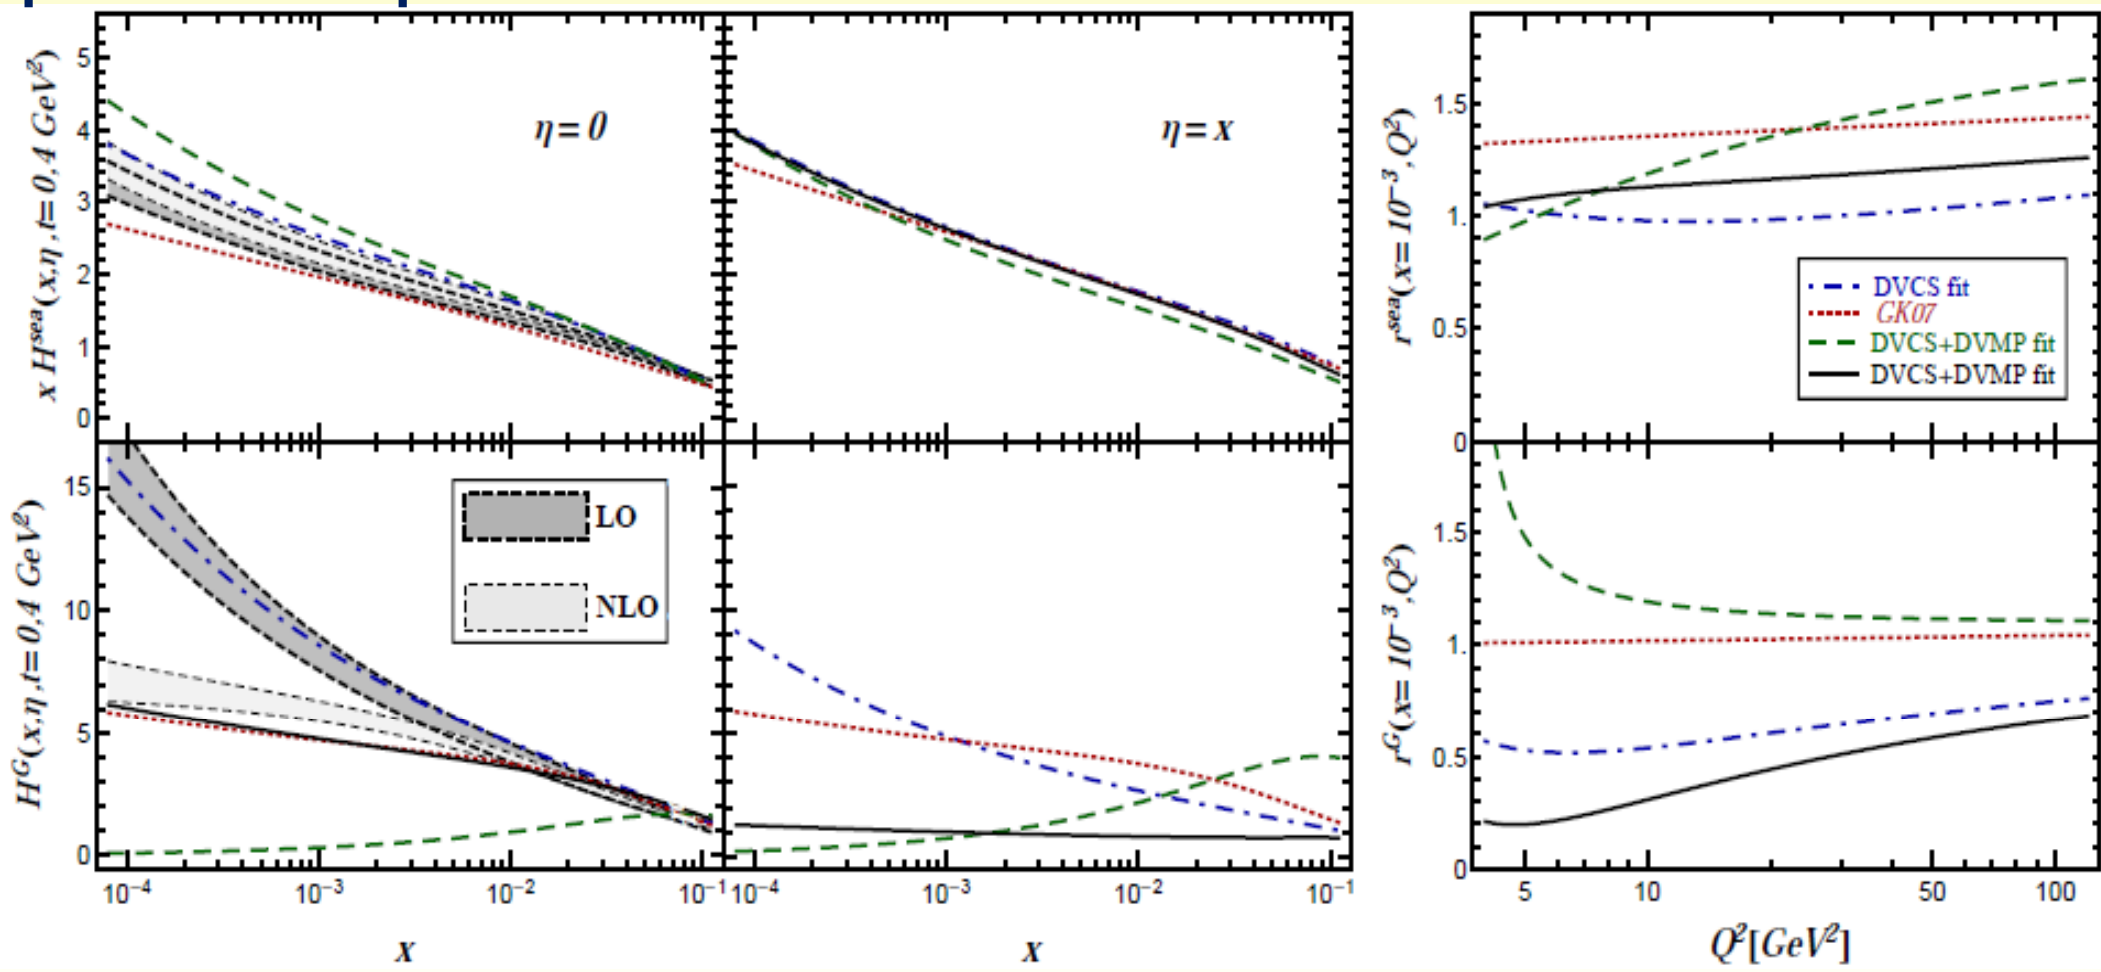 x H^sea(x,η,t=0,4 GeV²)
5
4
3
2
1
0
η=0
η=x
r^sea(x=10⁻³,Q²)
1.5
1.
0.5
0
DVCS fit
GK07
DVCS+DVMP fit
DVCS+DVMP fit
H^G(x,η,t=0,4 GeV²)
15
10
5
0
LO
NLO
r^G(x=10⁻³,Q²)
1.5
1.
0.5
0
10⁻⁴ 10⁻³ 10⁻² 10⁻¹
10⁻⁴ 10⁻³ 10⁻² 10⁻¹
5 10 50 100
x
x
Q²[GeV²]